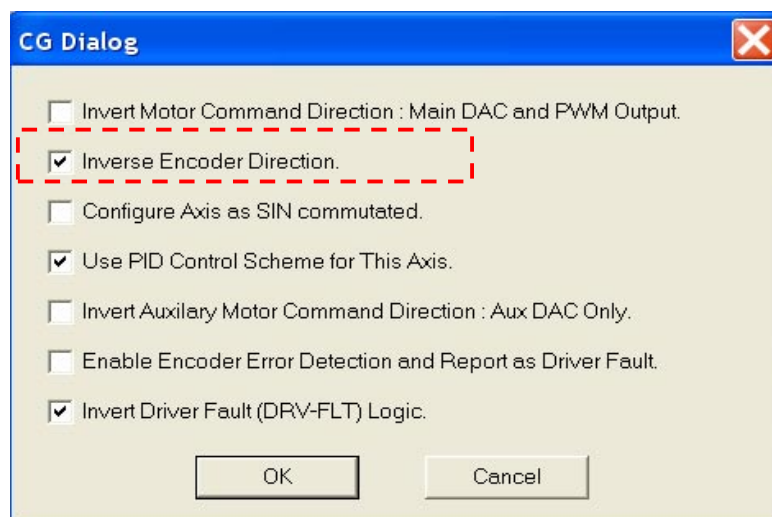 CG Dialog
Invert Motor Command Direction : Main DAC and PWM Output.
Inverse Encoder Direction.
Configure Axis as SIN commutated.
Use PID Control Scheme for This Axis.
Invert Auxilary Motor Command Direction : Aux DAC Only.
Enable Encoder Error Detection and Report as Driver Fault.
Invert Driver Fault (DRV-FLT) Logic.
OK Cancel